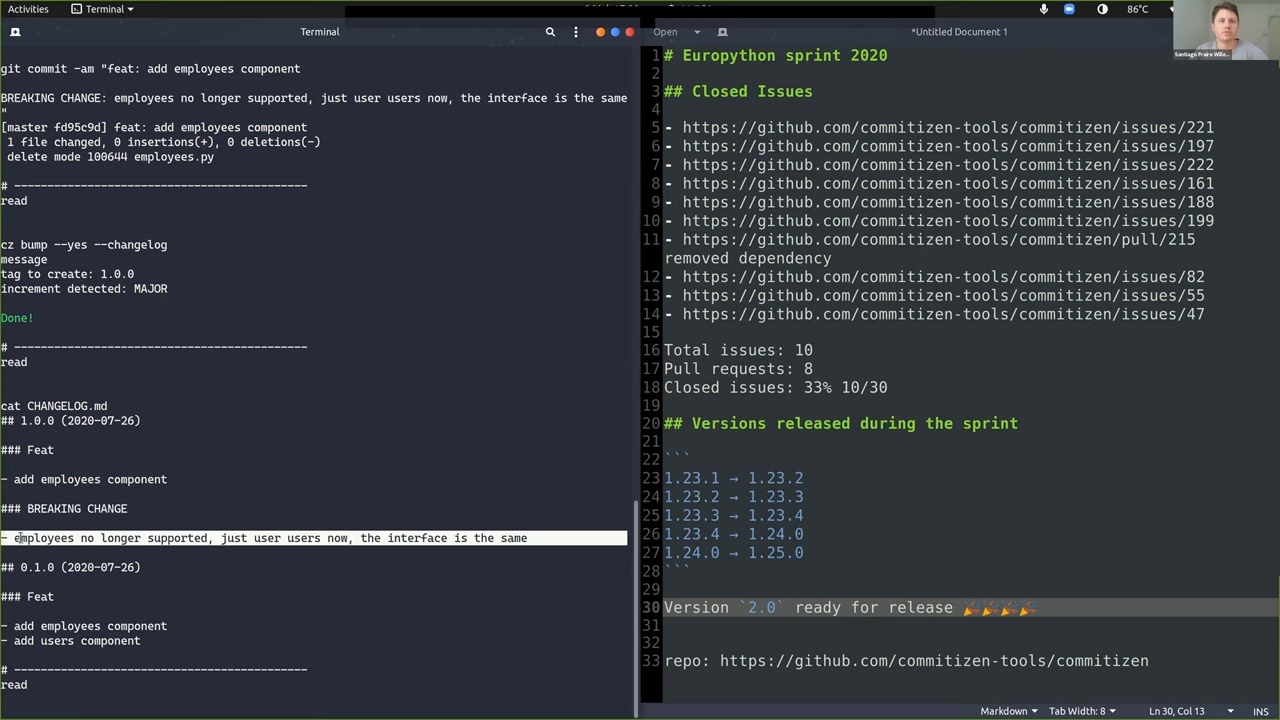 Activities
Terminal
86°C
Terminal
Open
*Untitled Document 1
Santiago Fraire Wille...
git commit -am "feat: add employees component
BREAKING CHANGE: employees no longer supported, just user users now, the interface is the same
"
[master fd95c9d] feat: add employees component
1 file changed, 0 insertions(+), 0 deletions(-)
delete mode 100644 employees.py
# --------------------------------------------
read
cz bump --yes --changelog
message
tag to create: 1.0.0
increment detected: MAJOR
Done!
# --------------------------------------------
read
cat CHANGELOG.md
## 1.0.0 (2020-07-26)
### Feat
- add employees component
### BREAKING CHANGE
- employees no longer supported, just user users now, the interface is the same
## 0.1.0 (2020-07-26)
### Feat
- add employees component
- add users component
# --------------------------------------------
read
1 # Europython sprint 2020
2
3 ## Closed Issues
4
5 - https://github.com/commitizen-tools/commitizen/issues/221
6 - https://github.com/commitizen-tools/commitizen/issues/197
7 - https://github.com/commitizen-tools/commitizen/issues/222
8 - https://github.com/commitizen-tools/commitizen/issues/161
9 - https://github.com/commitizen-tools/commitizen/issues/188
10 - https://github.com/commitizen-tools/commitizen/issues/199
11 - https://github.com/commitizen-tools/commitizen/pull/215
removed dependency
12 - https://github.com/commitizen-tools/commitizen/issues/82
13 - https://github.com/commitizen-tools/commitizen/issues/55
14 - https://github.com/commitizen-tools/commitizen/issues/47
15
16 Total issues: 10
17 Pull requests: 8
18 Closed issues: 33% 10/30
19
20 ## Versions released during the sprint
21
22 ```
23 1.23.1 → 1.23.2
24 1.23.2 → 1.23.3
25 1.23.3 → 1.23.4
26 1.23.4 → 1.24.0
27 1.24.0 → 1.25.0
28 ```
29
30 Version `2.0` ready for release 🎉🎉🎉🎉
31
32
33 repo: https://github.com/commitizen-tools/commitizen
Markdown
Tab Width: 8
Ln 30, Col 13
INS